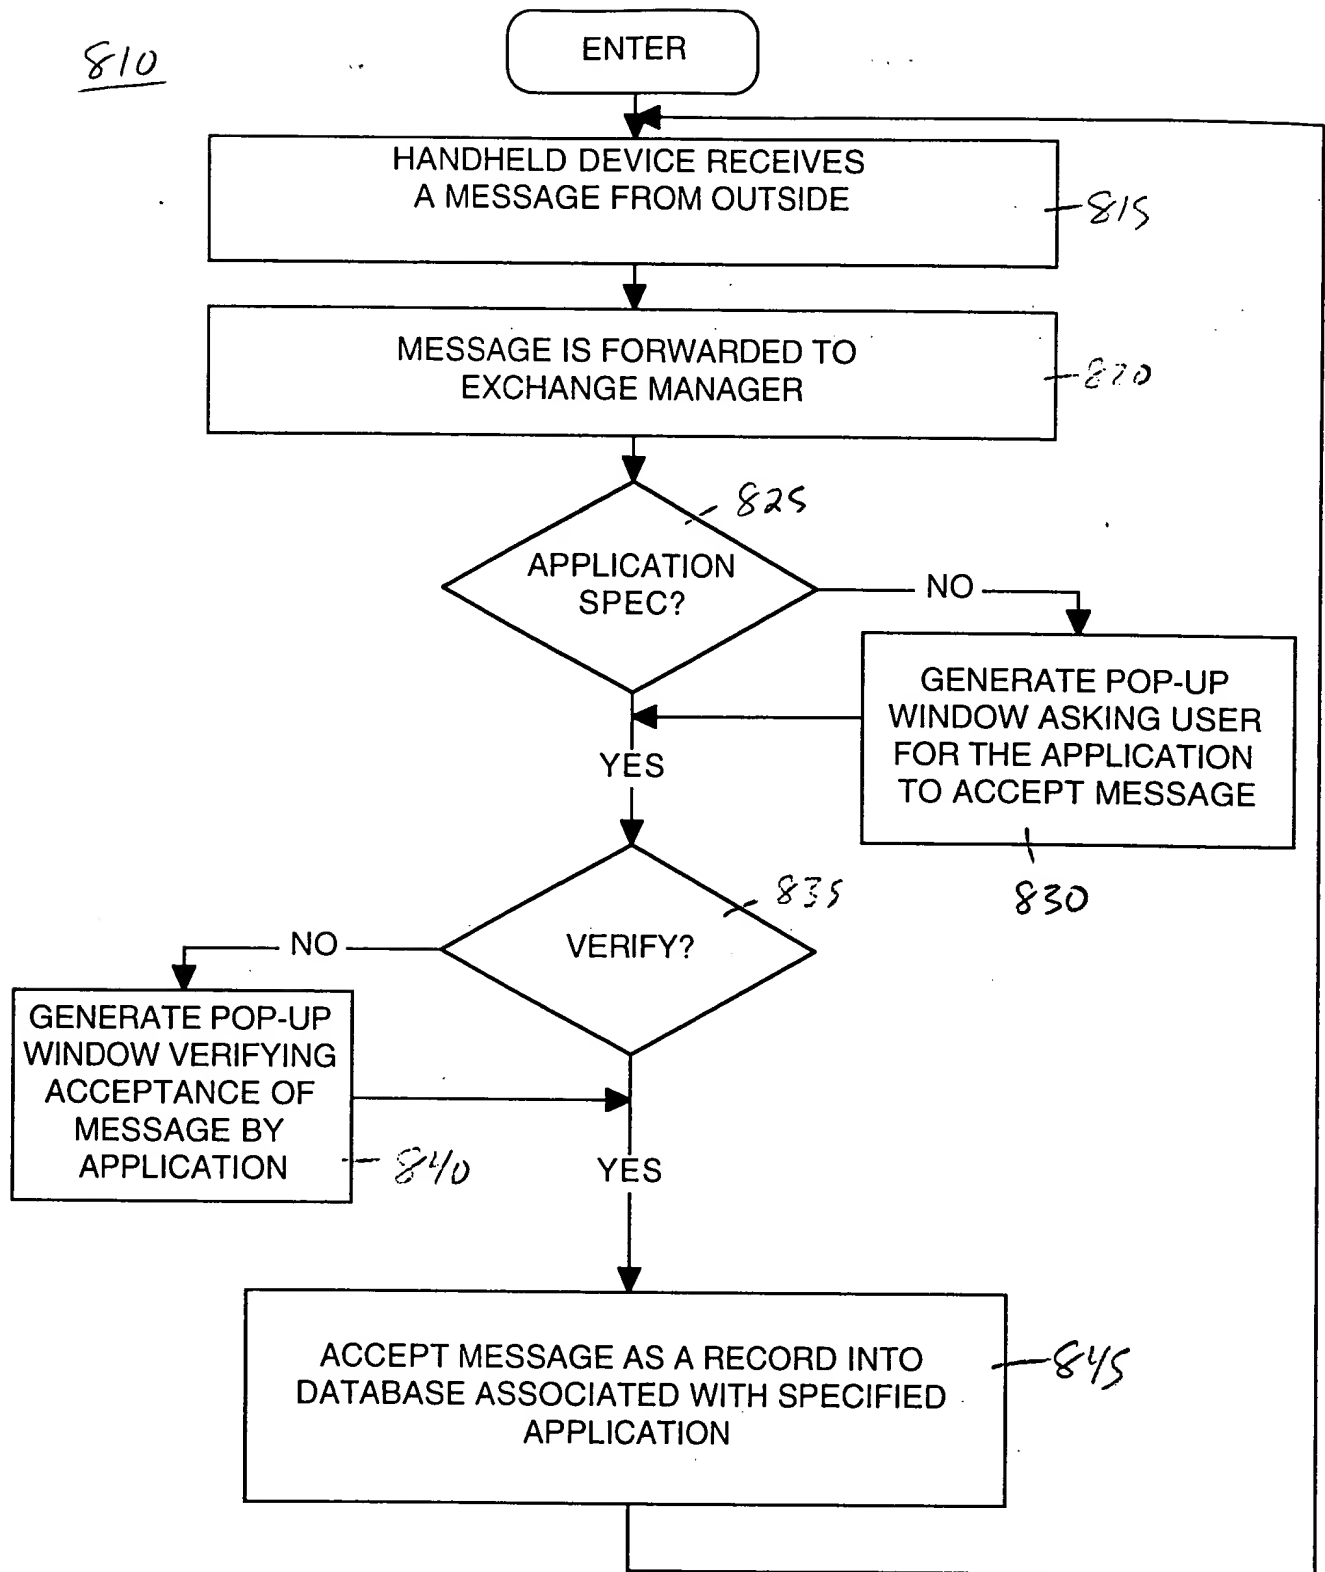 810
ENTER
HANDHELD DEVICE RECEIVES
A MESSAGE FROM OUTSIDE
815
MESSAGE IS FORWARDED TO
EXCHANGE MANAGER
820
825
APPLICATION
SPEC?
NO
GENERATE POP-UP
WINDOW ASKING USER
FOR THE APPLICATION
TO ACCEPT MESSAGE
830
YES
835
VERIFY?
NO
GENERATE POP-UP
WINDOW VERIFYING
ACCEPTANCE OF
MESSAGE BY
APPLICATION
840
YES
ACCEPT MESSAGE AS A RECORD INTO
DATABASE ASSOCIATED WITH SPECIFIED
APPLICATION
845